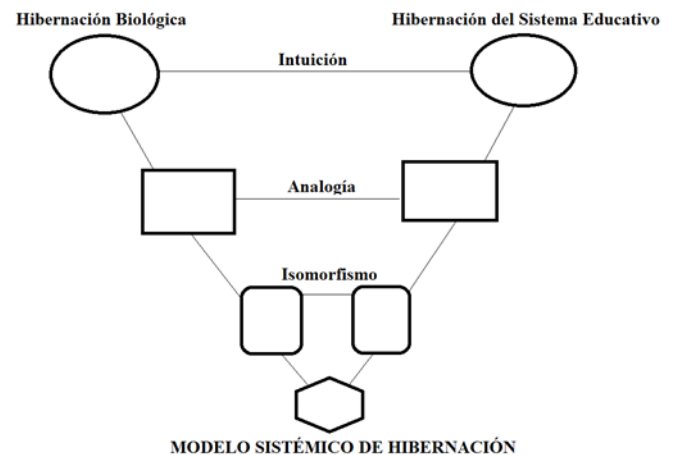 Hibernación Biológica
Hibernación del Sistema Educativo
Intuición
Analogía
Isomorfismo
MODELO SISTÉMICO DE HIBERNACIÓN